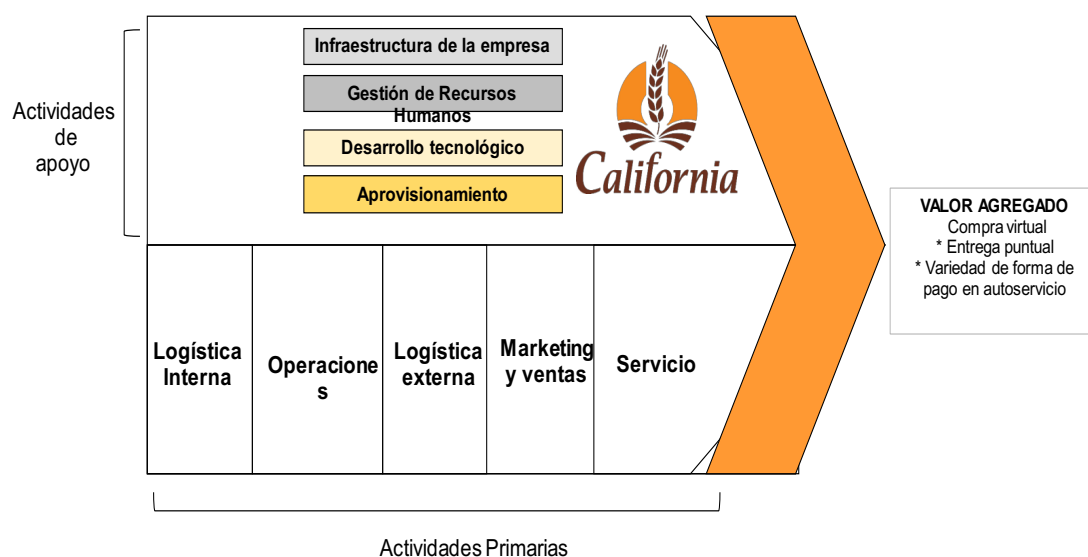 Actividades
de
apoyo
Infraestructura de la empresa
Gestión de Recursos
Humanos
Desarrollo tecnológico
Aprovisionamiento
California
VALOR AGREGADO
Compra virtual
* Entrega puntual
* Variedad de forma de
pago en autoservicio
Logística
Interna
Operacione
s
Logística
externa
Marketing
y ventas
Servicio
Actividades Primarias